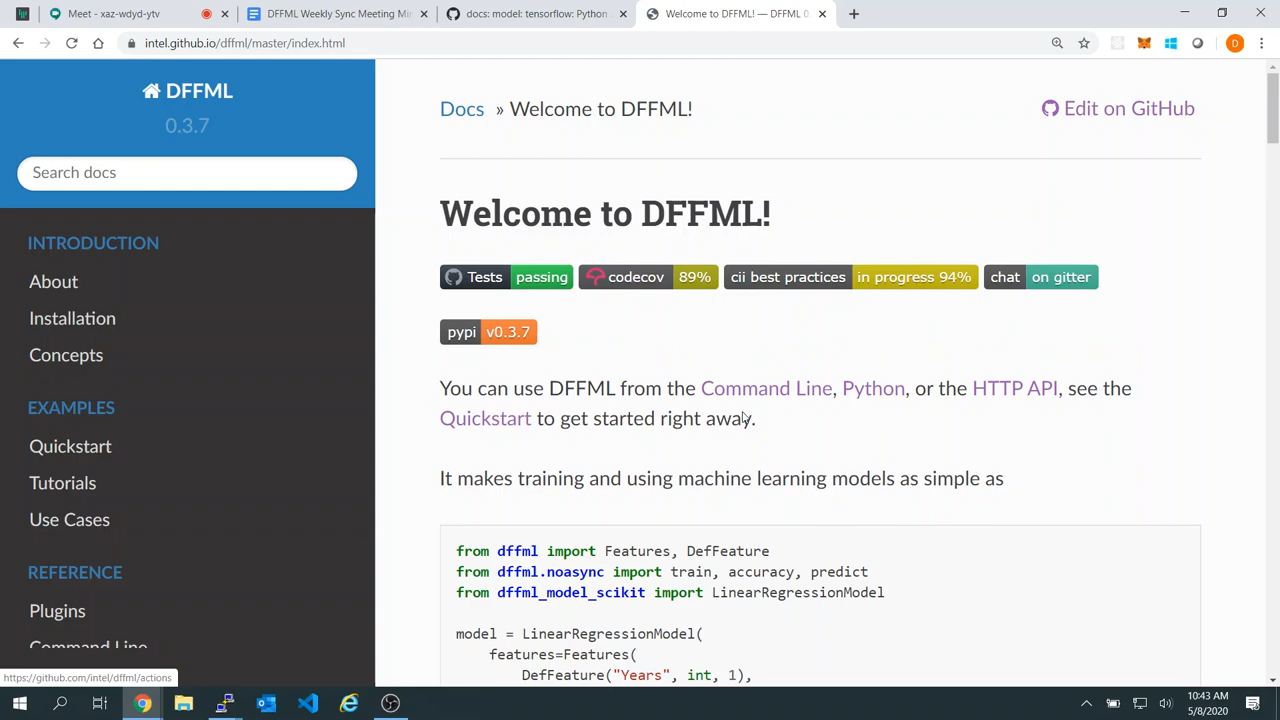 Meet - xaz-wdyd-ytv
DFFML Weekly Sync Meeting Min
docs: model: tensorflow: Python
Welcome to DFFML! — DFFML 0.
intel.github.io/dffml/master/index.html
DFFML
0.3.7
Search docs
INTRODUCTION
About
Installation
Concepts
EXAMPLES
Quickstart
Tutorials
Use Cases
REFERENCE
Plugins
Command Line
https://github.com/intel/dffml/actions
Docs » Welcome to DFFML!
Edit on GitHub
Welcome to DFFML!
Tests passing codecov 89% cii best practices in progress 94% chat on gitter
pypi v0.3.7
You can use DFFML from the Command Line, Python, or the HTTP API, see the
Quickstart to get started right away.
It makes training and using machine learning models as simple as
from dffml import Features, DefFeature
from dffml.noasync import train, accuracy, predict
from dffml_model_scikit import LinearRegressionModel
model = LinearRegressionModel(
features=Features(
DefFeature("Years", int, 1),
10:43 AM
5/8/2020